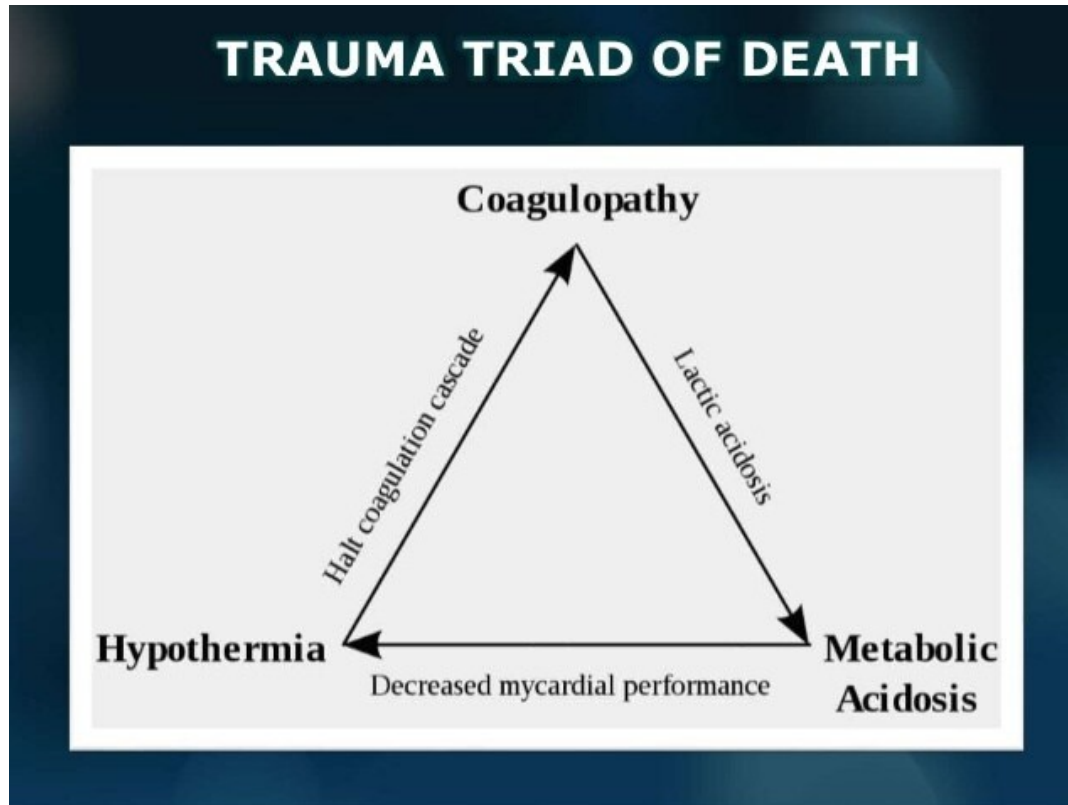 TRAUMA TRIAD OF DEATH
Coagulopathy
Halt coagulation cascade
Lactic acidosis
Hypothermia
Metabolic
Acidosis
Decreased mycardial performance